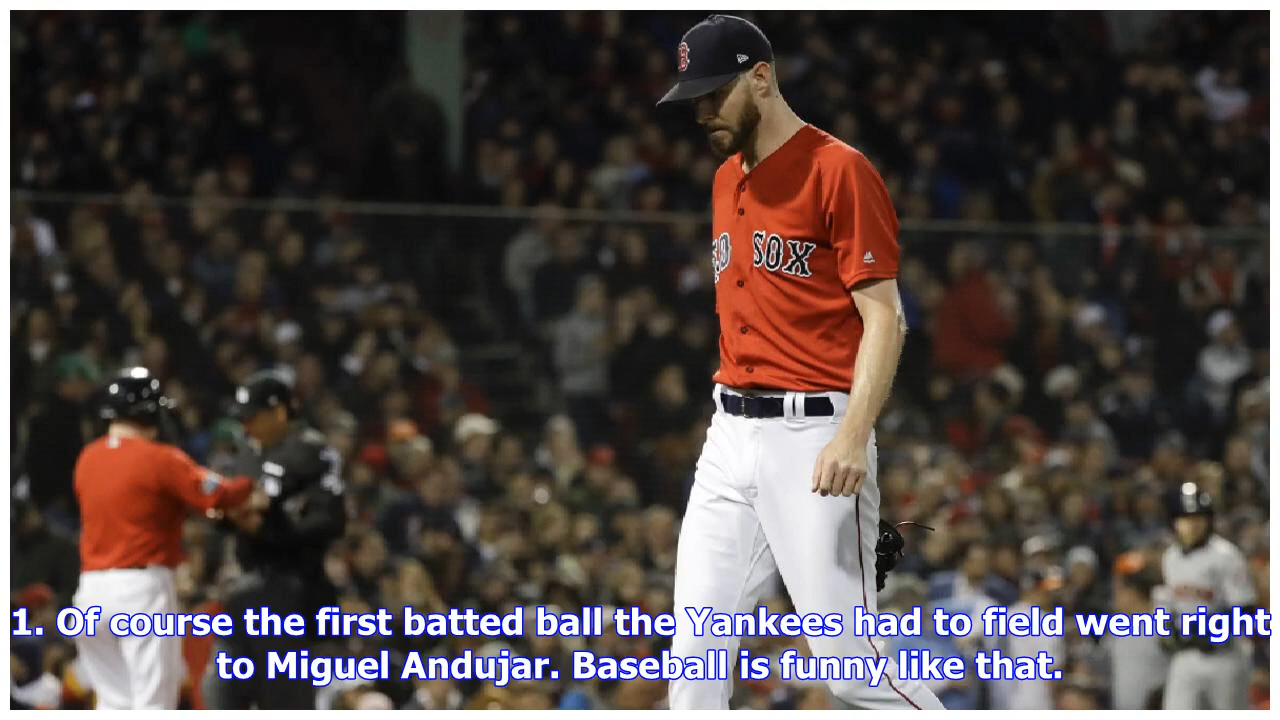 B
RED SOX
1. Of course the first batted ball the Yankees had to field went right
to Miguel Andujar. Baseball is funny like that.